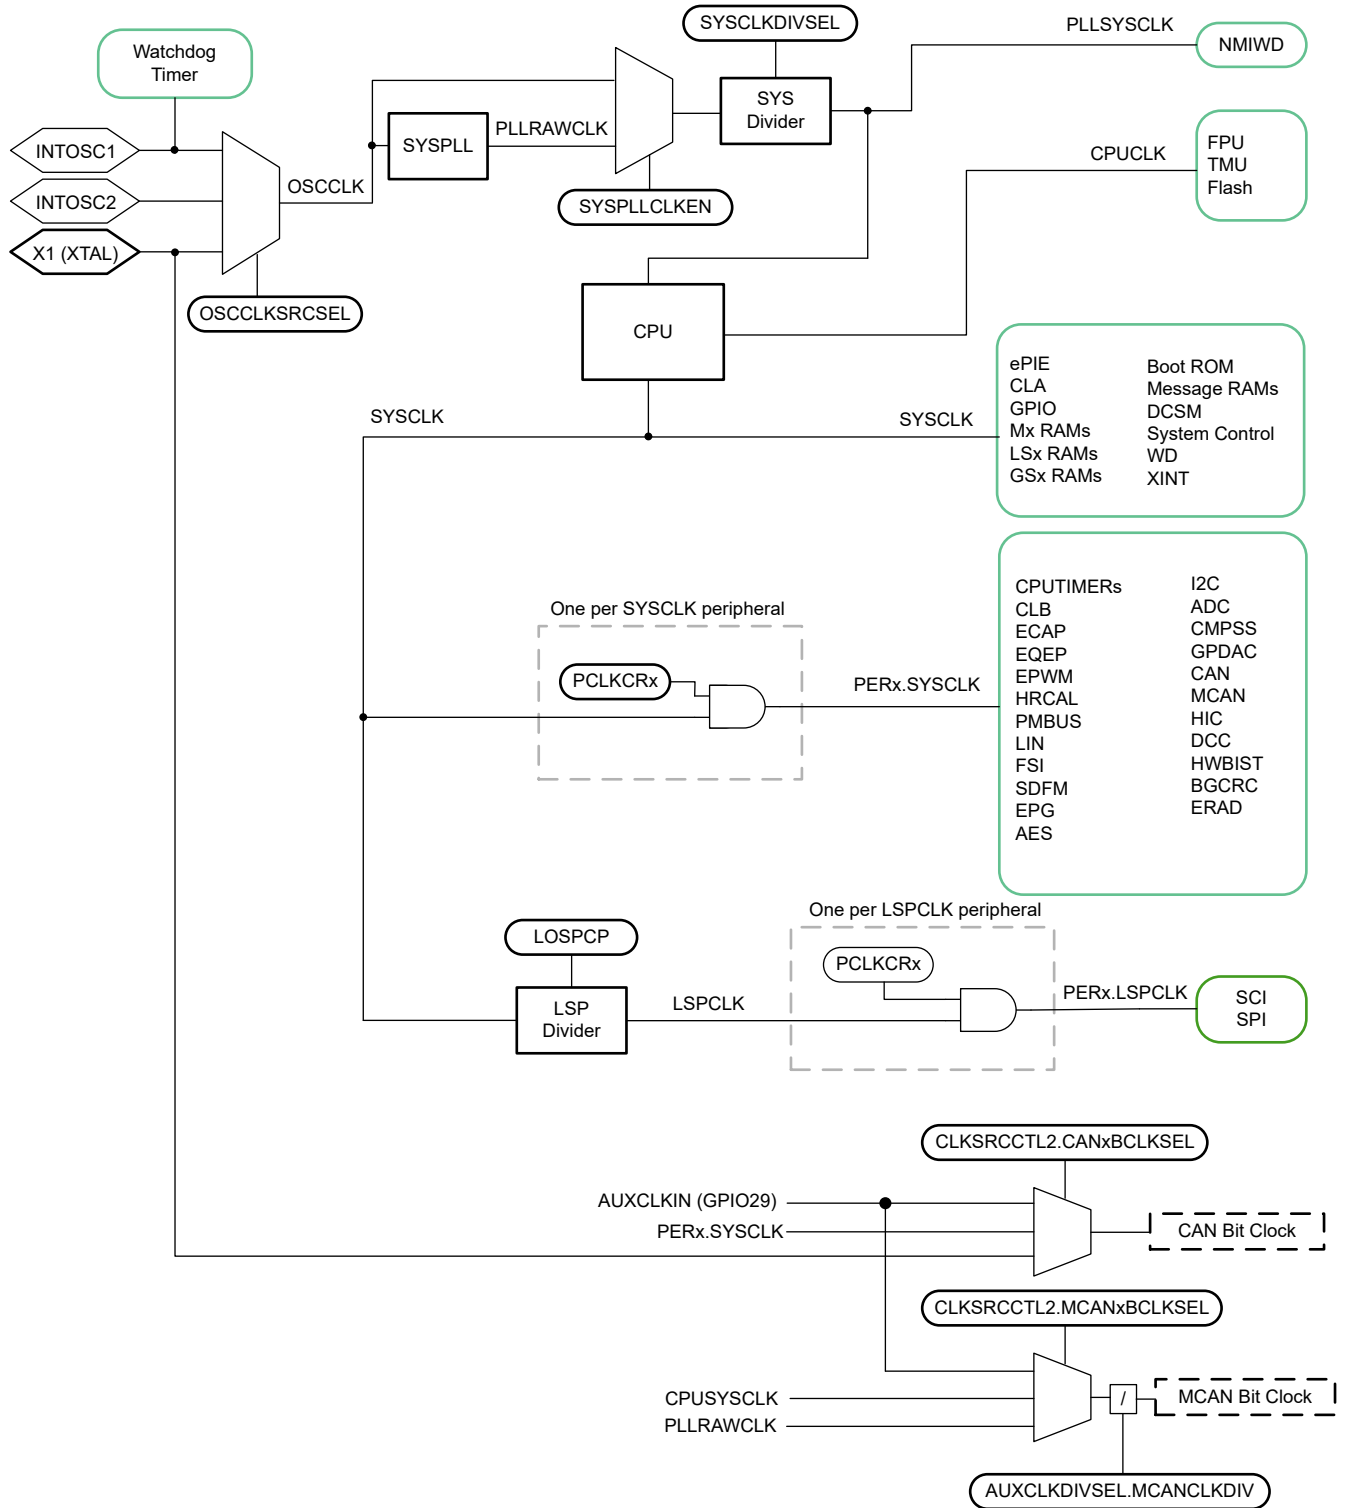 SYSCLKDIVSEL
PLLSYSCLK
NMIWD
Watchdog
Timer
SYS
Divider
PLLRAWCLK
SYSPLL
INTOSC1
OSCCLK
INTOSC2
SYSPLLCLKEN
X1 (XTAL)
OSCCLKSRCSEL
CPUCLK
FPU
TMU
Flash
CPU
SYSCLK
SYSCLK
ePIE
CLA
GPIO
Mx RAMs
LSx RAMs
GSx RAMs
Boot ROM
Message RAMs
DCSM
System Control
WD
XINT
One per SYSCLK peripheral
PCLKCRx
PERx.SYSCLK
CPUTIMERs
CLB
ECAP
EQEP
EPWM
HRCAL
PMBUS
LIN
FSI
SDFM
EPG
AES
I2C
ADC
CMPSS
GPDAC
CAN
MCAN
HIC
DCC
HWBIST
BGCRC
ERAD
One per LSPCLK peripheral
LOSPCP
PCLKCRx
LSP
Divider
LSPCLK
PERx.LSPCLK
SCI
SPI
CLKSRCCTL2.CANxBCLKSEL
AUXCLKIN (GPIO29)
PERx.SYSCLK
CAN Bit Clock
CLKSRCCTL2.MCANxBCLKSEL
CPUSYSCLK
PLLRAWCLK
/
MCAN Bit Clock
AUXCLKDIVSEL.MCANCLKDIV